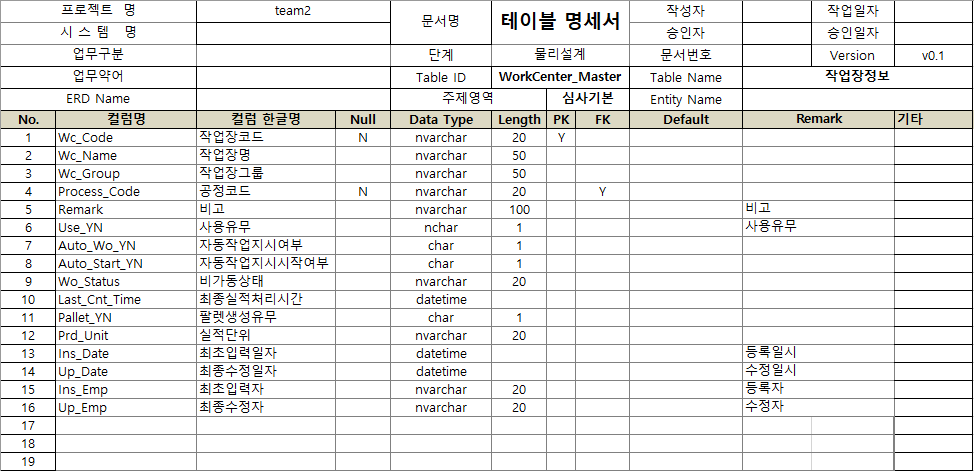 프로젝트 명 team2 문서명 테이블 명세서 작성자 작업일자
시 스 템 명 승인자 승인일자
업무구분 단계 물리설계 문서번호 Version v0.1
업무약어 Table ID WorkCenter_Master Table Name 작업장정보
ERD Name 주제영역 심사기본 Entity Name
No. 컬럼명 컬럼 한글명 Null Data Type Length PK FK Default Remark 기타
1 Wc_Code 작업장코드 N nvarchar 20 Y
2 Wc_Name 작업장명 nvarchar 50
3 Wc_Group 작업장그룹 nvarchar 50
4 Process_Code 공정코드 N nvarchar 20 Y
5 Remark 비고 nvarchar 100 비고
6 Use_YN 사용유무 nchar 1 사용유무
7 Auto_Wo_YN 자동작업지시여부 char 1
8 Auto_Start_YN 자동작업지시시작여부 char 1
9 Wo_Status 비가동상태 nvarchar 20
10 Last_Cnt_Time 최종실적처리시간 datetime
11 Pallet_YN 팔렛생성유무 char 1
12 Prd_Unit 실적단위 nvarchar 20
13 Ins_Date 최초입력일자 datetime 등록일시
14 Up_Date 최종수정일자 datetime 수정일시
15 Ins_Emp 최초입력자 nvarchar 20 등록자
16 Up_Emp 최종수정자 nvarchar 20 수정자
17
18
19